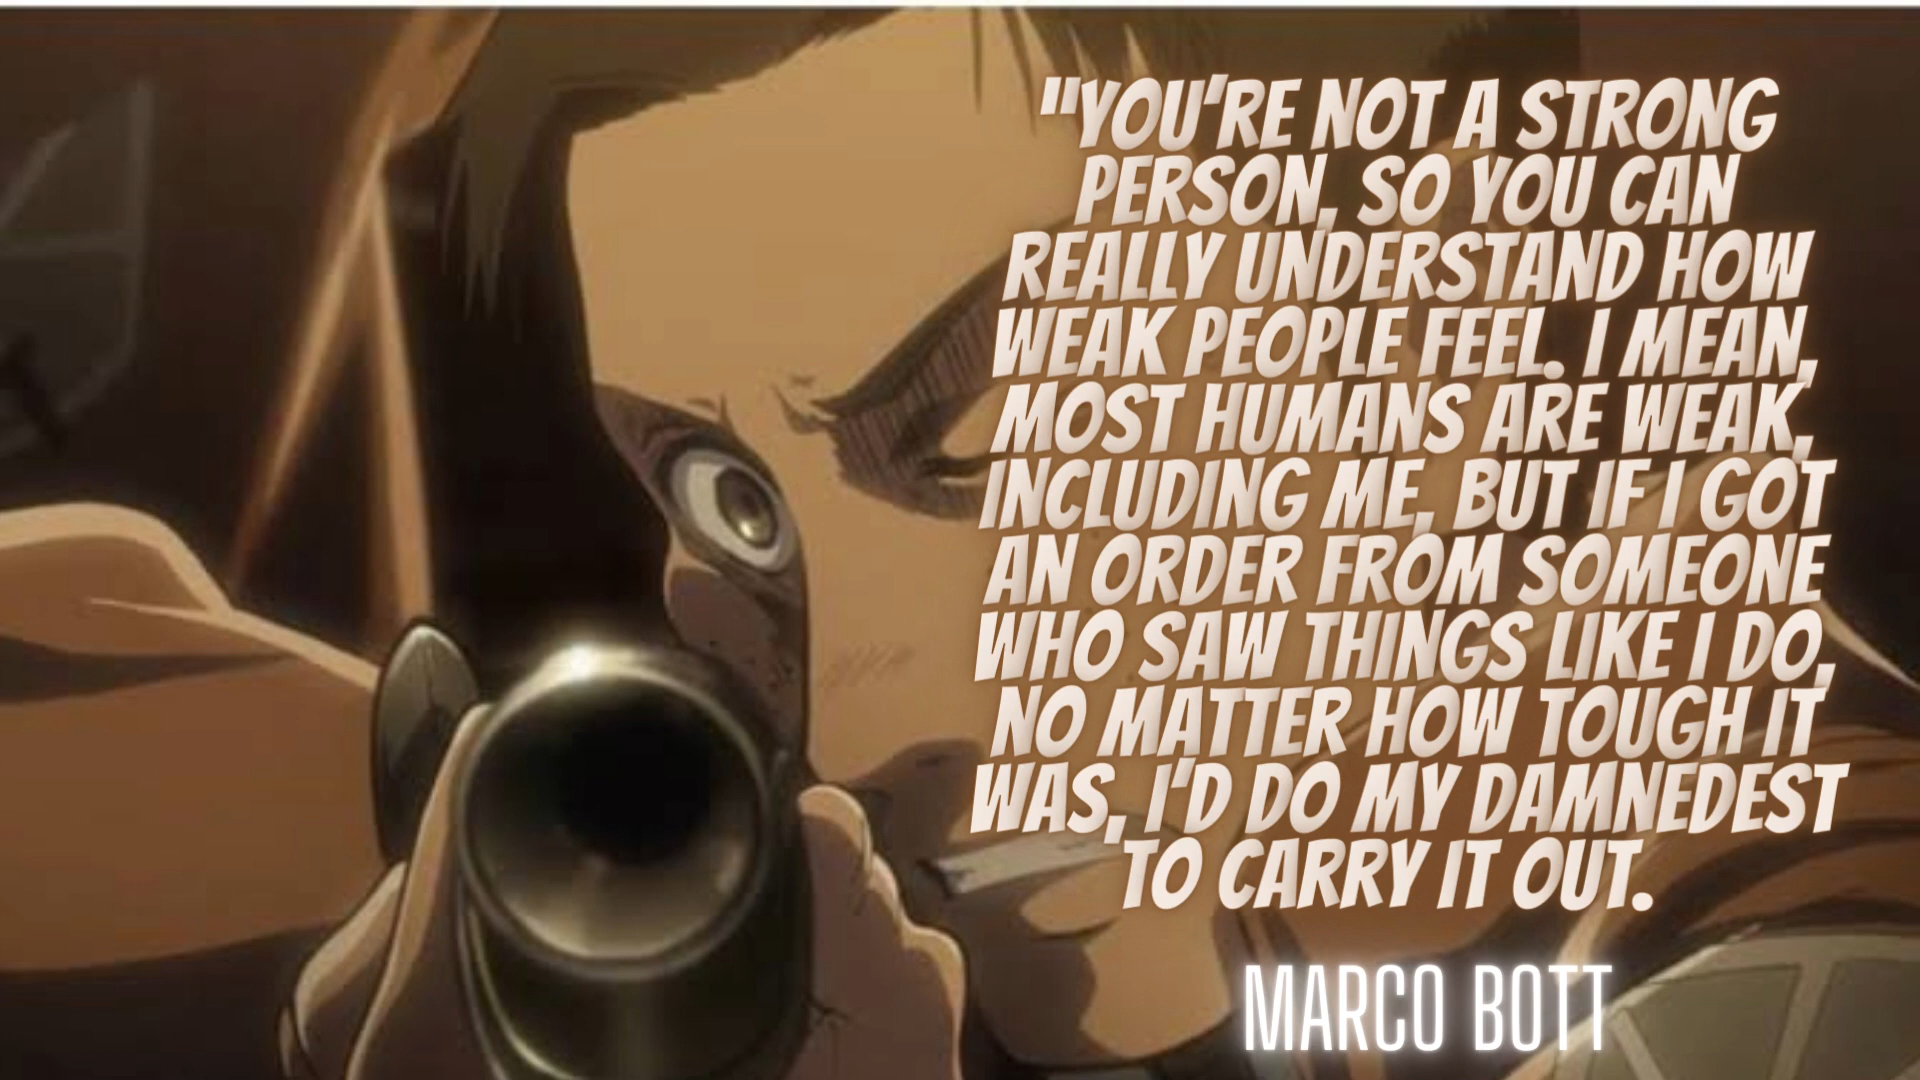 "YOU'RE NOT A STRONG
PERSON, SO YOU CAN
REALLY UNDERSTAND HOW
WEAK PEOPLE FEEL. I MEAN,
MOST HUMANS ARE WEAK,
INCLUDING ME, BUT IF I GOT
AN ORDER FROM SOMEONE
WHO SAW THINGS LIKE I DO,
NO MATTER HOW TOUGH IT
WAS, I'D DO MY DAMNEDEST
TO CARRY IT OUT.
MARCO BOTT